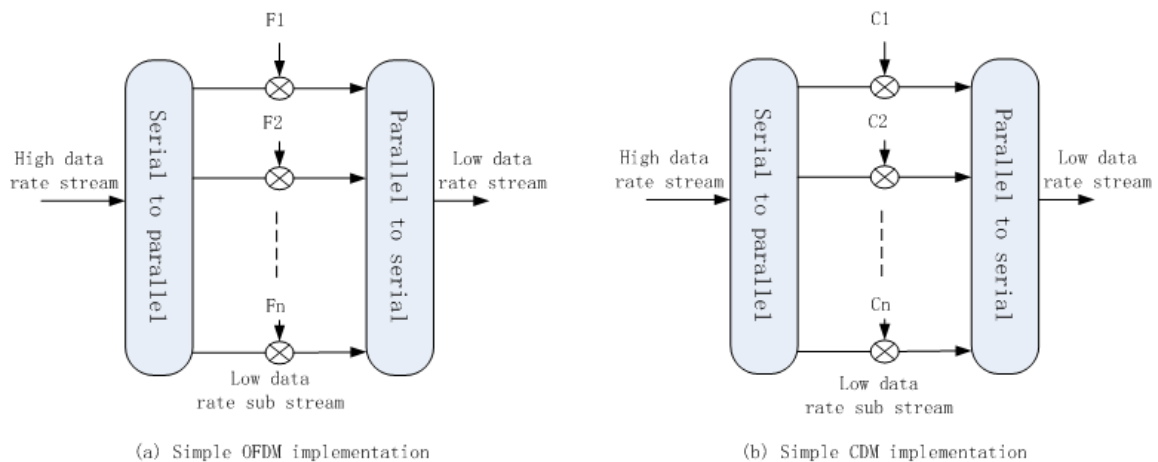 F1
F2
Fn
High data
rate stream
Serial to parallel
Parallel to serial
Low data
rate stream
Low data
rate sub stream
(a) Simple OFDM implementation
C1
C2
Cn
High data
rate stream
Serial to parallel
Parallel to serial
Low data
rate stream
Low data
rate sub stream
(b) Simple CDM implementation